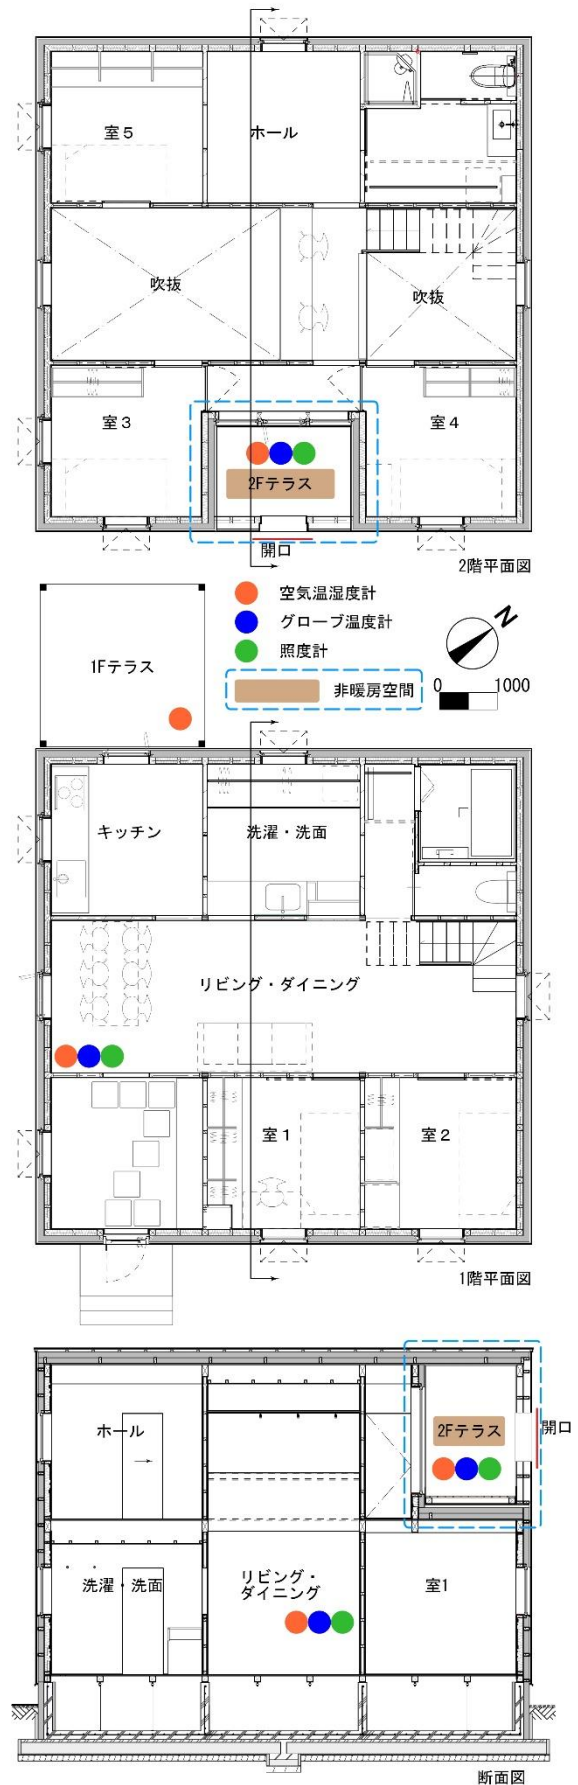 室5
ホール
吹抜
吹抜
室3
室4
2Fテラス
開口
2階平面図
空気温湿度計
グローブ温度計
照度計
非暖房空間
N
0 1000
1Fテラス
キッチン
洗濯・洗面
リビング・ダイニング
室1
室2
1階平面図
ホール
2Fテラス
開口
洗濯・洗面
リビング・
ダイニング
室1
断面図